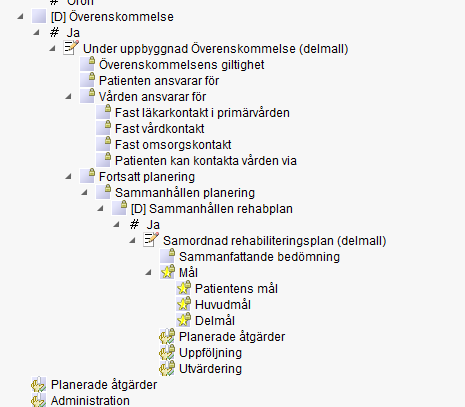 [D] Överenskommelse
# Ja
Under uppbyggnad Överenskommelse (delmall)
Överenskommelsens giltighet
Patienten ansvarar för
Vården ansvarar för
Fast läkarkontakt i primärvården
Fast vårdkontakt
Fast omsorgskontakt
Patienten kan kontakta vården via
Fortsatt planering
Sammanhållen planering
[D] Sammanhållen rehabplan
# Ja
Samordnad rehabiliteringsplan (delmall)
Sammanfattande bedömning
Mål
Patientens mål
Huvudmål
Delmål
Planerade åtgärder
Uppföljning
Utvärdering
Planerade åtgärder
Administration